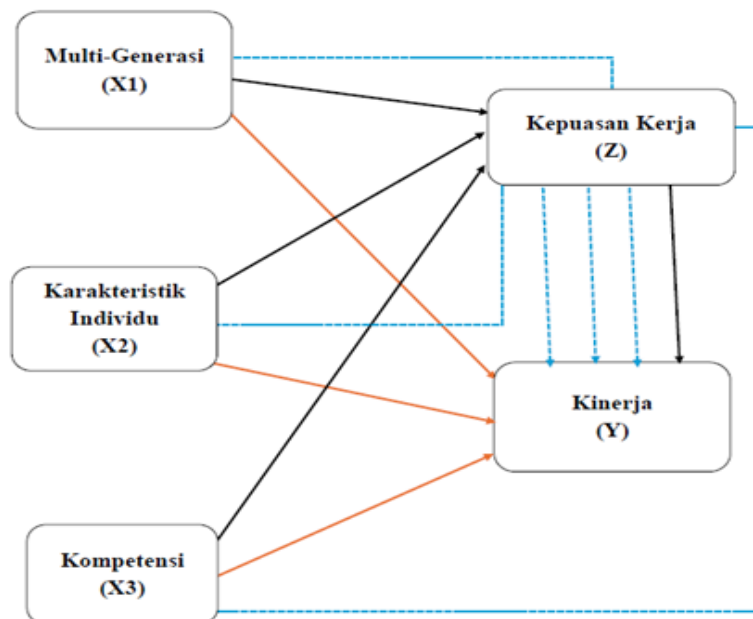 Multi-Generasi
(X1)
Kepuasan Kerja
(Z)
Karakteristik
Individu
(X2)
Kinerja
(Y)
Kompetensi
(X3)